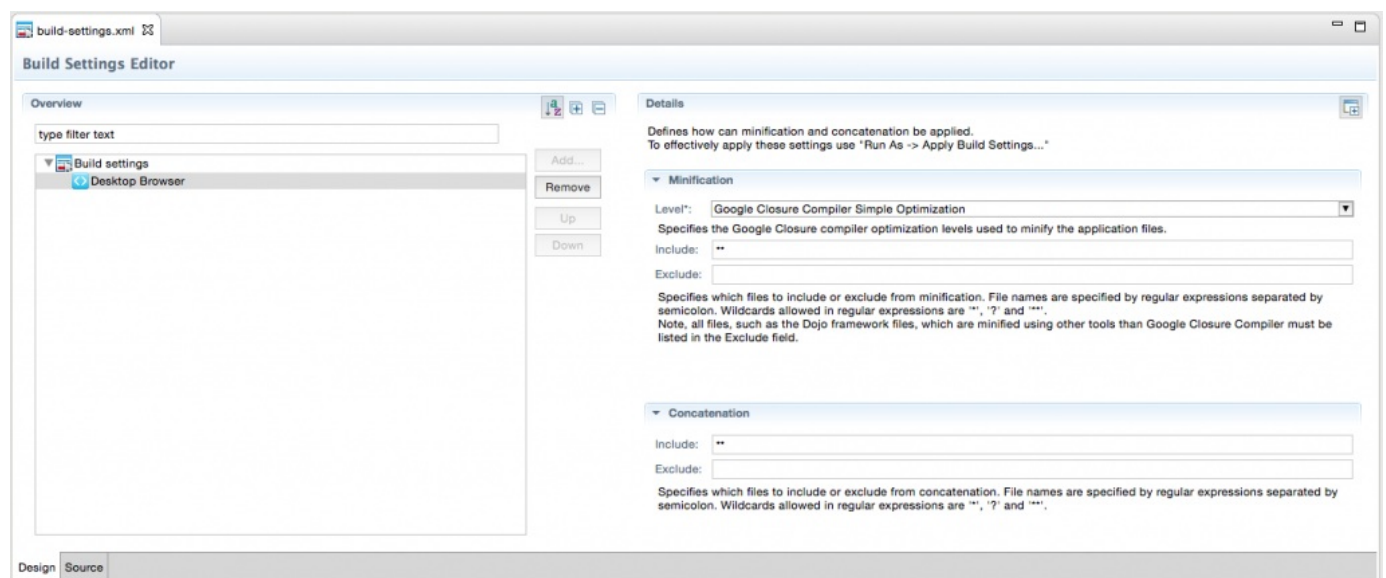 build-settings.xml
Build Settings Editor
Overview
type filter text
Build settings
Desktop Browser
Add...
Remove
Up
Down
Details
Defines how can minification and concatenation be applied.
To effectively apply these settings use "Run As -> Apply Build Settings..."
Minification
Level*: Google Closure Compiler Simple Optimization
Specifies the Google Closure compiler optimization levels used to minify the application files.
Include: **
Exclude:
Specifies which files to include or exclude from minification. File names are specified by regular expressions separated by
semicolon. Wildcards allowed in regular expressions are '*', '?' and '**'.
Note, all files, such as the Dojo framework files, which are minified using other tools than Google Closure Compiler must be
listed in the Exclude field.
Concatenation
Include: **
Exclude:
Specifies which files to include or exclude from concatenation. File names are specified by regular expressions separated by
semicolon. Wildcards allowed in regular expressions are '*', '?' and '**'.
Design Source